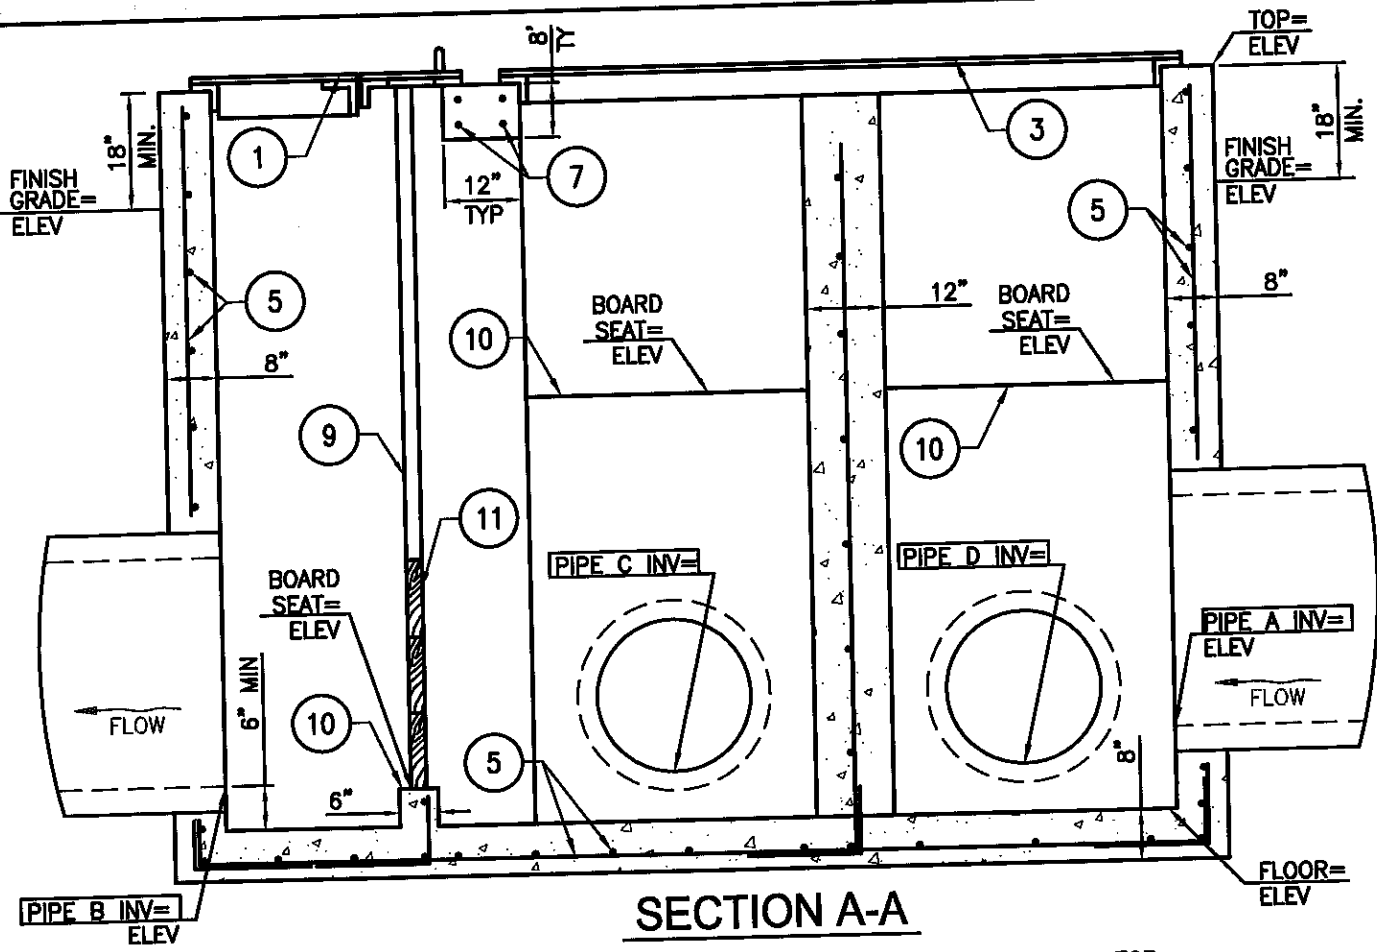 8"
TY
TOP=
ELEV
18"
MIN.
1
7
3
18"
MIN.
FINISH
GRADE=
ELEV
12"
TYP
5
FINISH
GRADE=
ELEV
5
8"
10
BOARD
SEAT=
ELEV
12"
BOARD
SEAT=
ELEV
8"
9
10
11
PIPE C INV=
PIPE D INV=
BOARD
SEAT=
ELEV
PIPE A INV=
ELEV
6" MIN
FLOW
10
5
8"
FLOW
6"
FLOOR=
ELEV
PIPE B INV=
ELEV
SECTION A-A